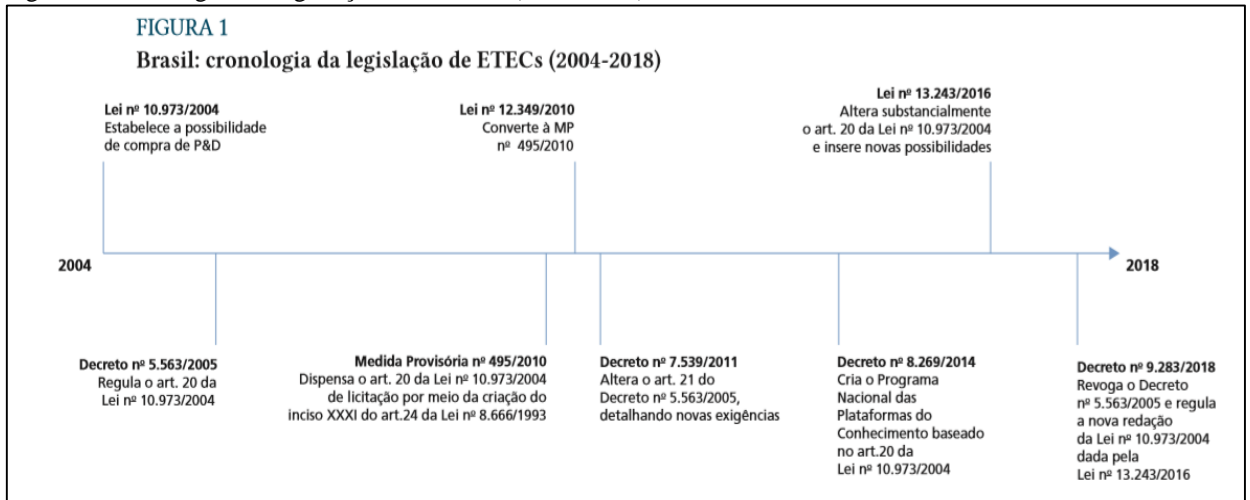 FIGURA 1
Brasil: cronologia da legislação de ETECs (2004-2018)
Lei nº 10.973/2004
Estabelece a possibilidade
de compra de P&D
Lei nº 12.349/2010
Converte à MP
nº 495/2010
Lei nº 13.243/2016
Altera substancialmente
o art. 20 da Lei nº 10.973/2004
e insere novas possibilidades
2004
2018
Decreto nº 5.563/2005
Regula o art. 20 da
Lei nº 10.973/2004
Medida Provisória nº 495/2010
Dispensa o art. 20 da Lei nº 10.973/2004
de licitação por meio da criação do
inciso XXXI do art.24 da Lei nº 8.666/1993
Decreto nº 7.539/2011
Altera o art. 21 do
Decreto nº 5.563/2005,
detalhando novas exigências
Decreto nº 8.269/2014
Cria o Programa
Nacional das
Plataformas do
Conhecimento baseado
no art.20 da
Lei nº 10.973/2004
Decreto nº 9.283/2018
Revoga o Decreto
nº 5.563/2005 e regula
a nova redação
da Lei nº 10.973/2004
dada pela
Lei nº 13.243/2016